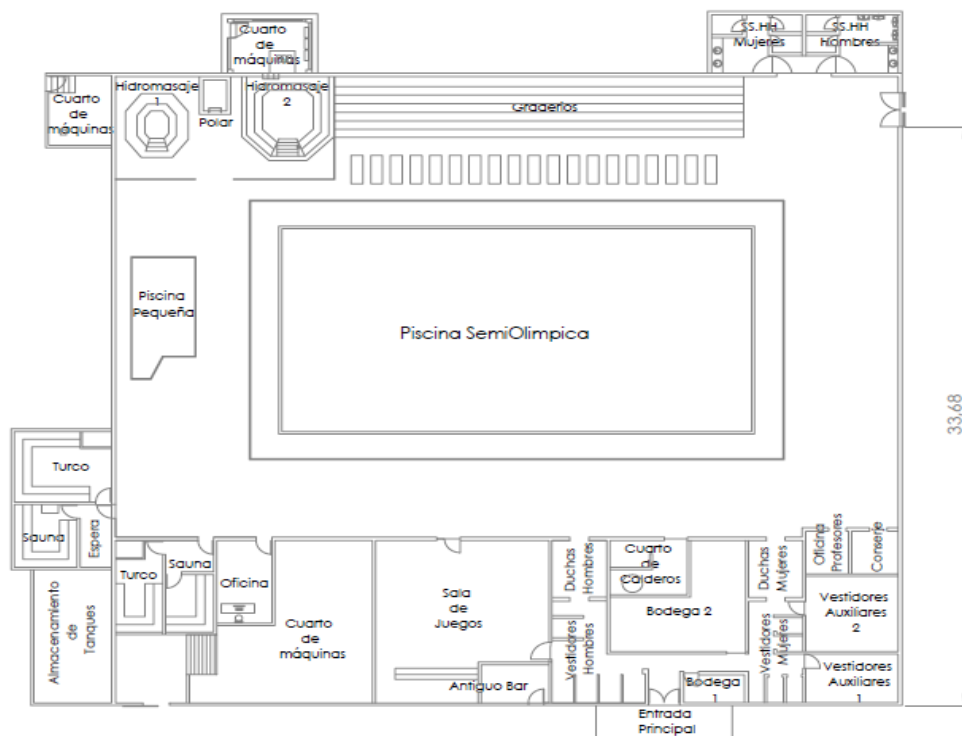 Cuarto
de
máquinas
SS.HH
Mujeres
SS.HH
Hombres
Cuarto
de
máquinas
Hidromasaje
1
Polar
Hidromasaje
2
Graderíos
Piscina
Pequeña
Piscina SemiOlimpica
33.68
Turco
Sauna
Espera
Almacenamiento
de
Tanques
Turco
Sauna
Oficina
Cuarto
de
máquinas
Sala
de
Juegos
Antiguo Bar
Duchas
Hombres
Vestidores
Hombres
Cuarto
de
Calderos
Bodega 2
Duchas
Mujeres
Vestidores
Mujeres
Bodega
1
Oficina
Profesores
Conserje
Vestidores
Auxiliares
2
Vestidores
Auxiliares
1
Entrada
Principal